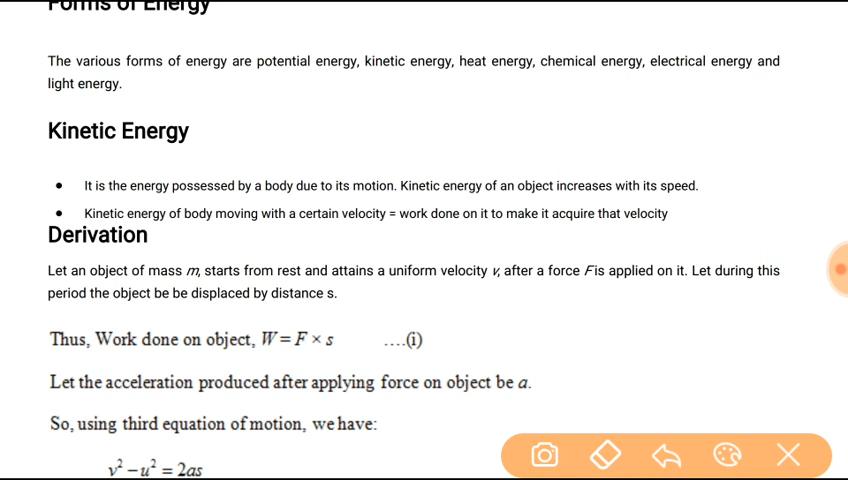 Forms of Energy
The various forms of energy are potential energy, kinetic energy, heat energy, chemical energy, electrical energy and
light energy.
Kinetic Energy
• It is the energy possessed by a body due to its motion. Kinetic energy of an object increases with its speed.
• Kinetic energy of body moving with a certain velocity = work done on it to make it acquire that velocity
Derivation
Let an object of mass m, starts from rest and attains a uniform velocity v, after a force F is applied on it. Let during this
period the object be be displaced by distance s.
Thus, Work done on object, W = F × s ....(i)
Let the acceleration produced after applying force on object be a.
So, using third equation of motion, we have:
v² – u² = 2as